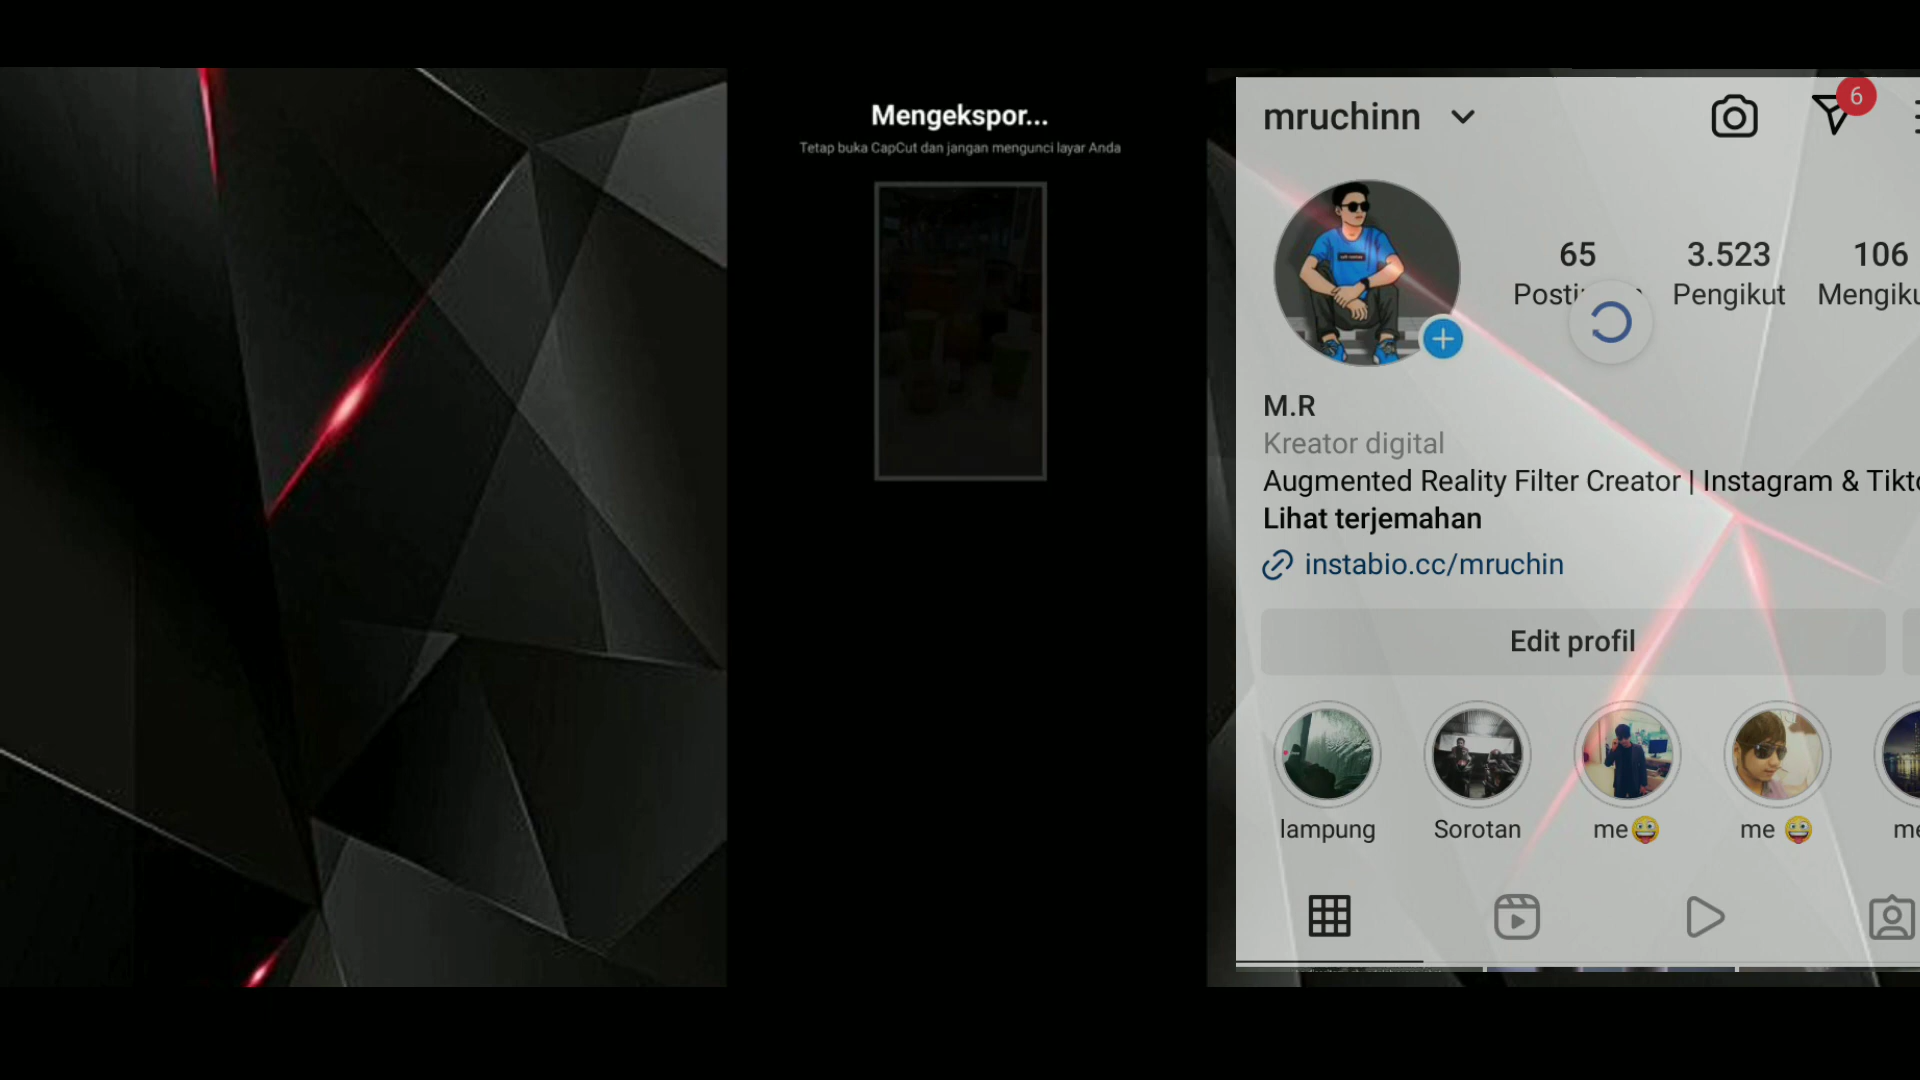 Mengekspor...
Tetap buka CapCut dan jangan mengunci layar Anda
mruchinn
6
65
3.523
106
Pengikut
M.R
Kreator digital
Augmented Reality Filter Creator | Instagram &
Lihat terjemahan
instabio.cc/mruchin
Edit profil
lampung
Sorotan
me🤪
me 😀